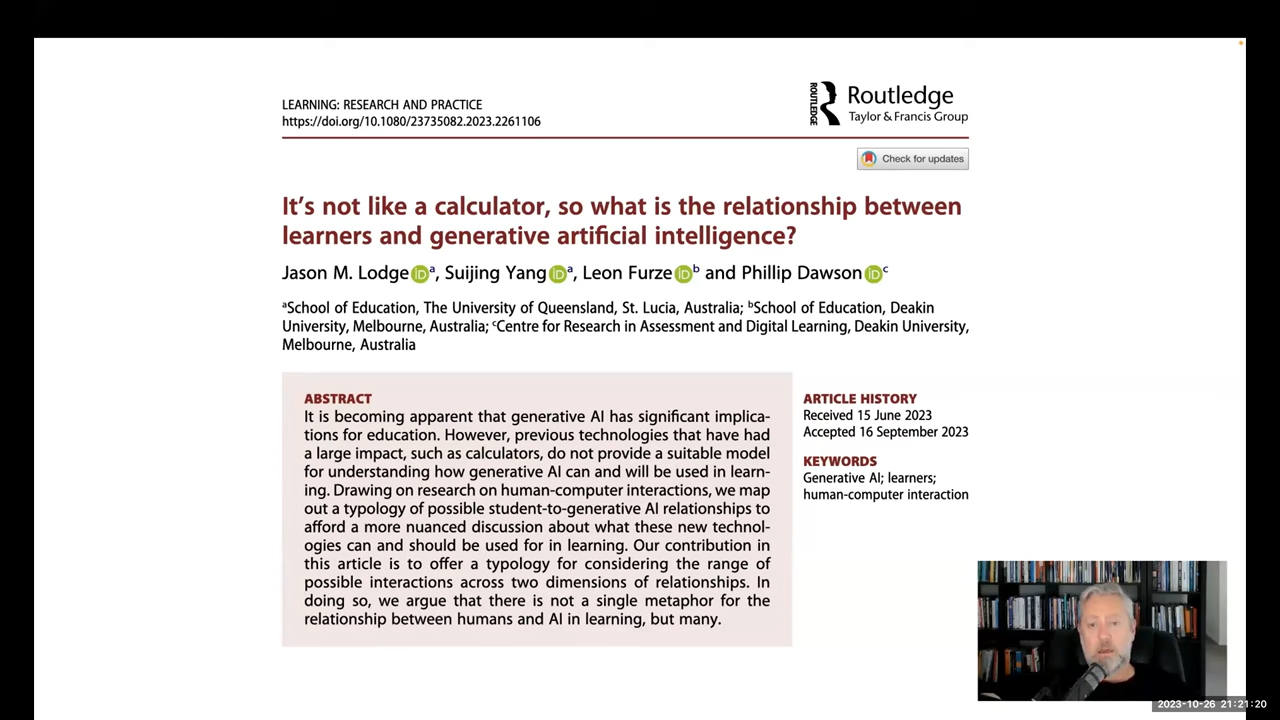 LEARNING: RESEARCH AND PRACTICE
https://doi.org/10.1080/23735082.2023.2261106
ROUTLEDGE
Routledge
Taylor & Francis Group
Check for updates
It’s not like a calculator, so what is the relationship between
learners and generative artificial intelligence?
Jason M. Lodge iD a, Suijing Yang iD a, Leon Furze iD b and Phillip Dawson iD c
aSchool of Education, The University of Queensland, St. Lucia, Australia; bSchool of Education, Deakin
University, Melbourne, Australia; cCentre for Research in Assessment and Digital Learning, Deakin University,
Melbourne, Australia
ABSTRACT
It is becoming apparent that generative AI has significant implica-
tions for education. However, previous technologies that have had
a large impact, such as calculators, do not provide a suitable model
for understanding how generative AI can and will be used in learn-
ing. Drawing on research on human-computer interactions, we map
out a typology of possible student-to-generative AI relationships to
afford a more nuanced discussion about what these new technol-
ogies can and should be used for in learning. Our contribution in
this article is to offer a typology for considering the range of
possible interactions across two dimensions of relationships. In
doing so, we argue that there is not a single metaphor for the
relationship between humans and AI in learning, but many.
ARTICLE HISTORY
Received 15 June 2023
Accepted 16 September 2023
KEYWORDS
Generative AI; learners;
human-computer interaction
2023-10-26 21:21:20